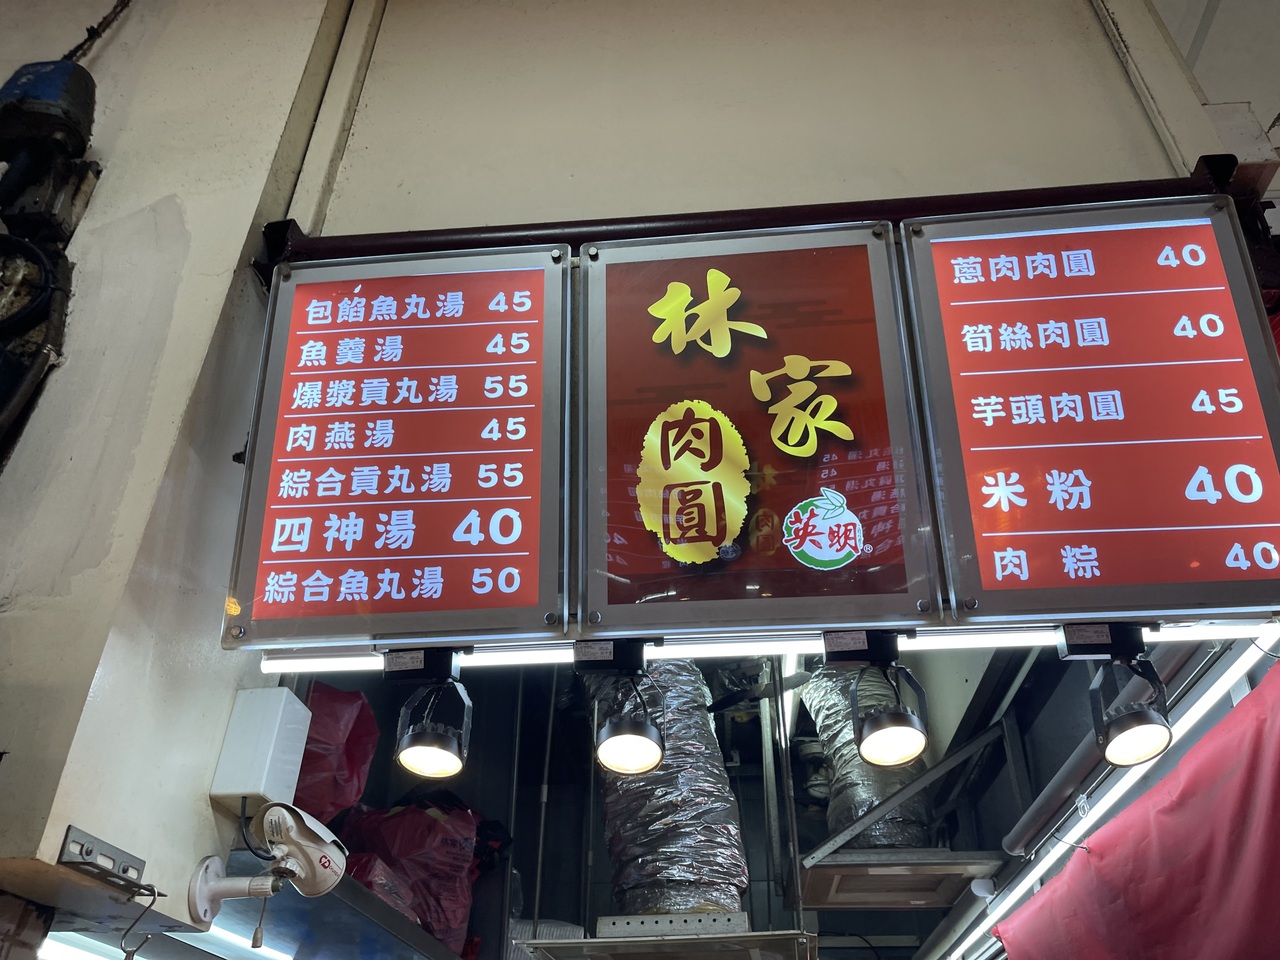 包餡魚丸湯 45
魚羹湯 45
爆漿貢丸湯 55
肉燕湯 45
綜合貢丸湯 55
四神湯 40
綜合魚丸湯 50
林家
肉圓
英明®
蔥肉肉圓 40
筍絲肉圓 40
芋頭肉圓 45
米粉 40
肉粽 40